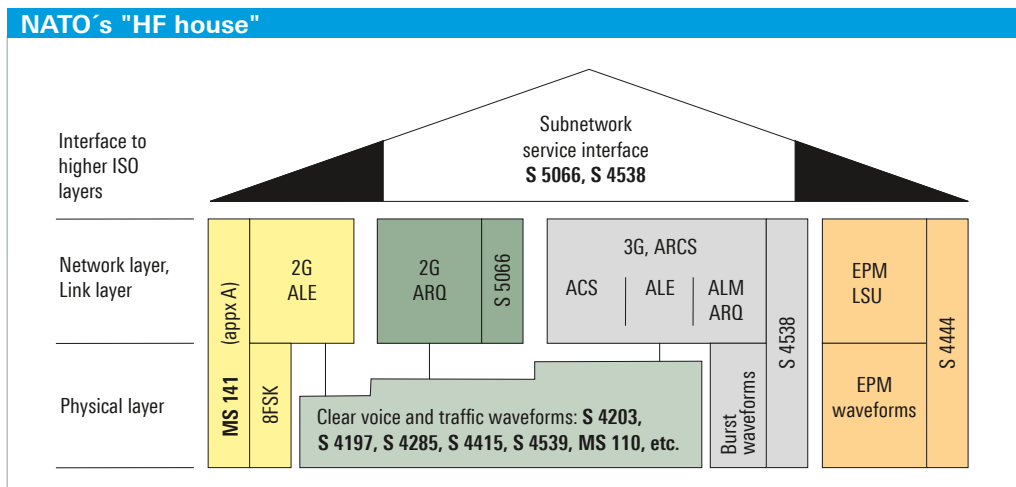 NATO´s "HF house"
Interface to
higher ISO
layers
Subnetwork
service interface
S 5066, S 4538
Network layer,
Link layer
MS 141 (appx A)
2G
ALE
2G
ARQ
S 5066
3G, ARCS
ACS
ALE
ALM
ARQ
S 4538
EPM
LSU
S 4444
Physical layer
8FSK
Clear voice and traffic waveforms: S 4203,
S 4197, S 4285, S 4415, S 4539, MS 110, etc.
Burst
waveforms
EPM
waveforms